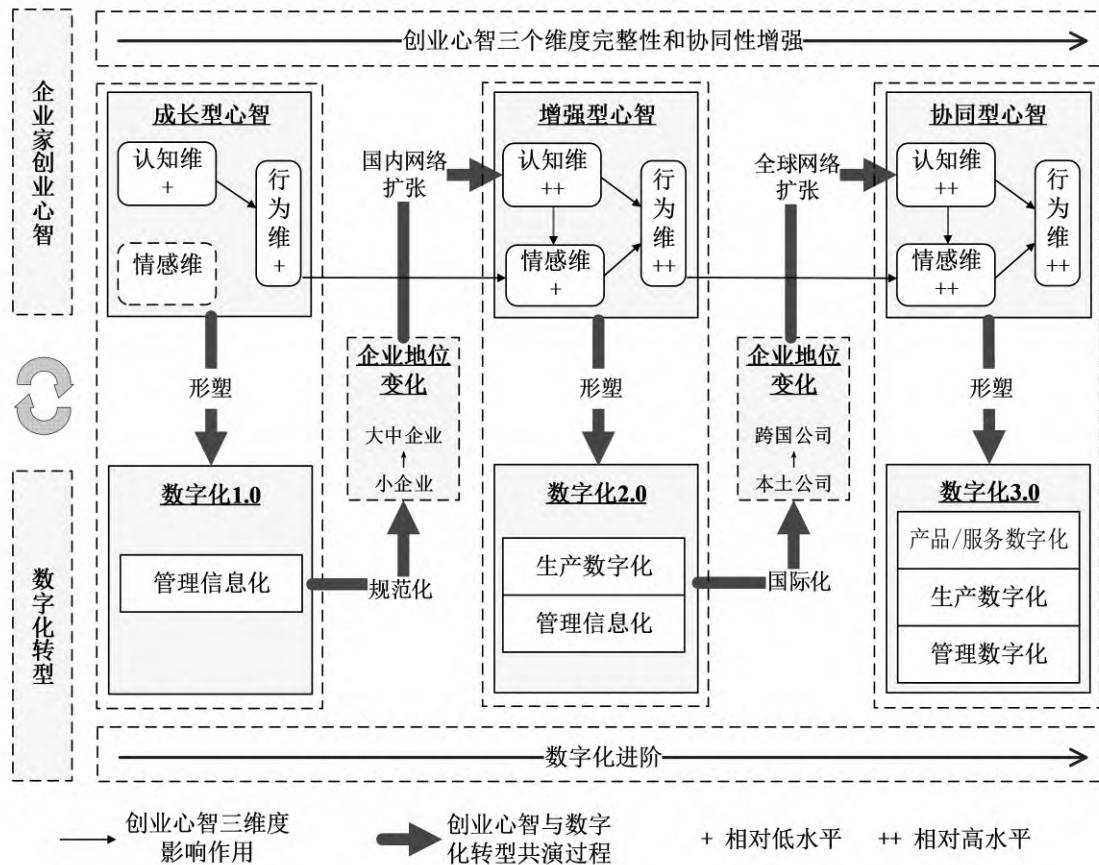 创业心智三个维度完整性和协同性增强
企业家创业心智
成长型心智
认知维
+
情感维
行为维
+
国内网络
扩张
增强型心智
认知维
++
情感维
+
行为维
++
全球网络
扩张
协同型心智
认知维
++
情感维
++
行为维
++
形塑
企业地位
变化
大中企业
小企业
形塑
企业地位
变化
跨国公司
本土公司
形塑
数字化转型
数字化1.0
管理信息化
规范化
数字化2.0
生产数字化
管理信息化
国际化
数字化3.0
产品/服务数字化
生产数字化
管理数字化
数字化进阶
创业心智三维度
影响作用
创业心智与数字
化转型共演过程
+ 相对低水平
++ 相对高水平